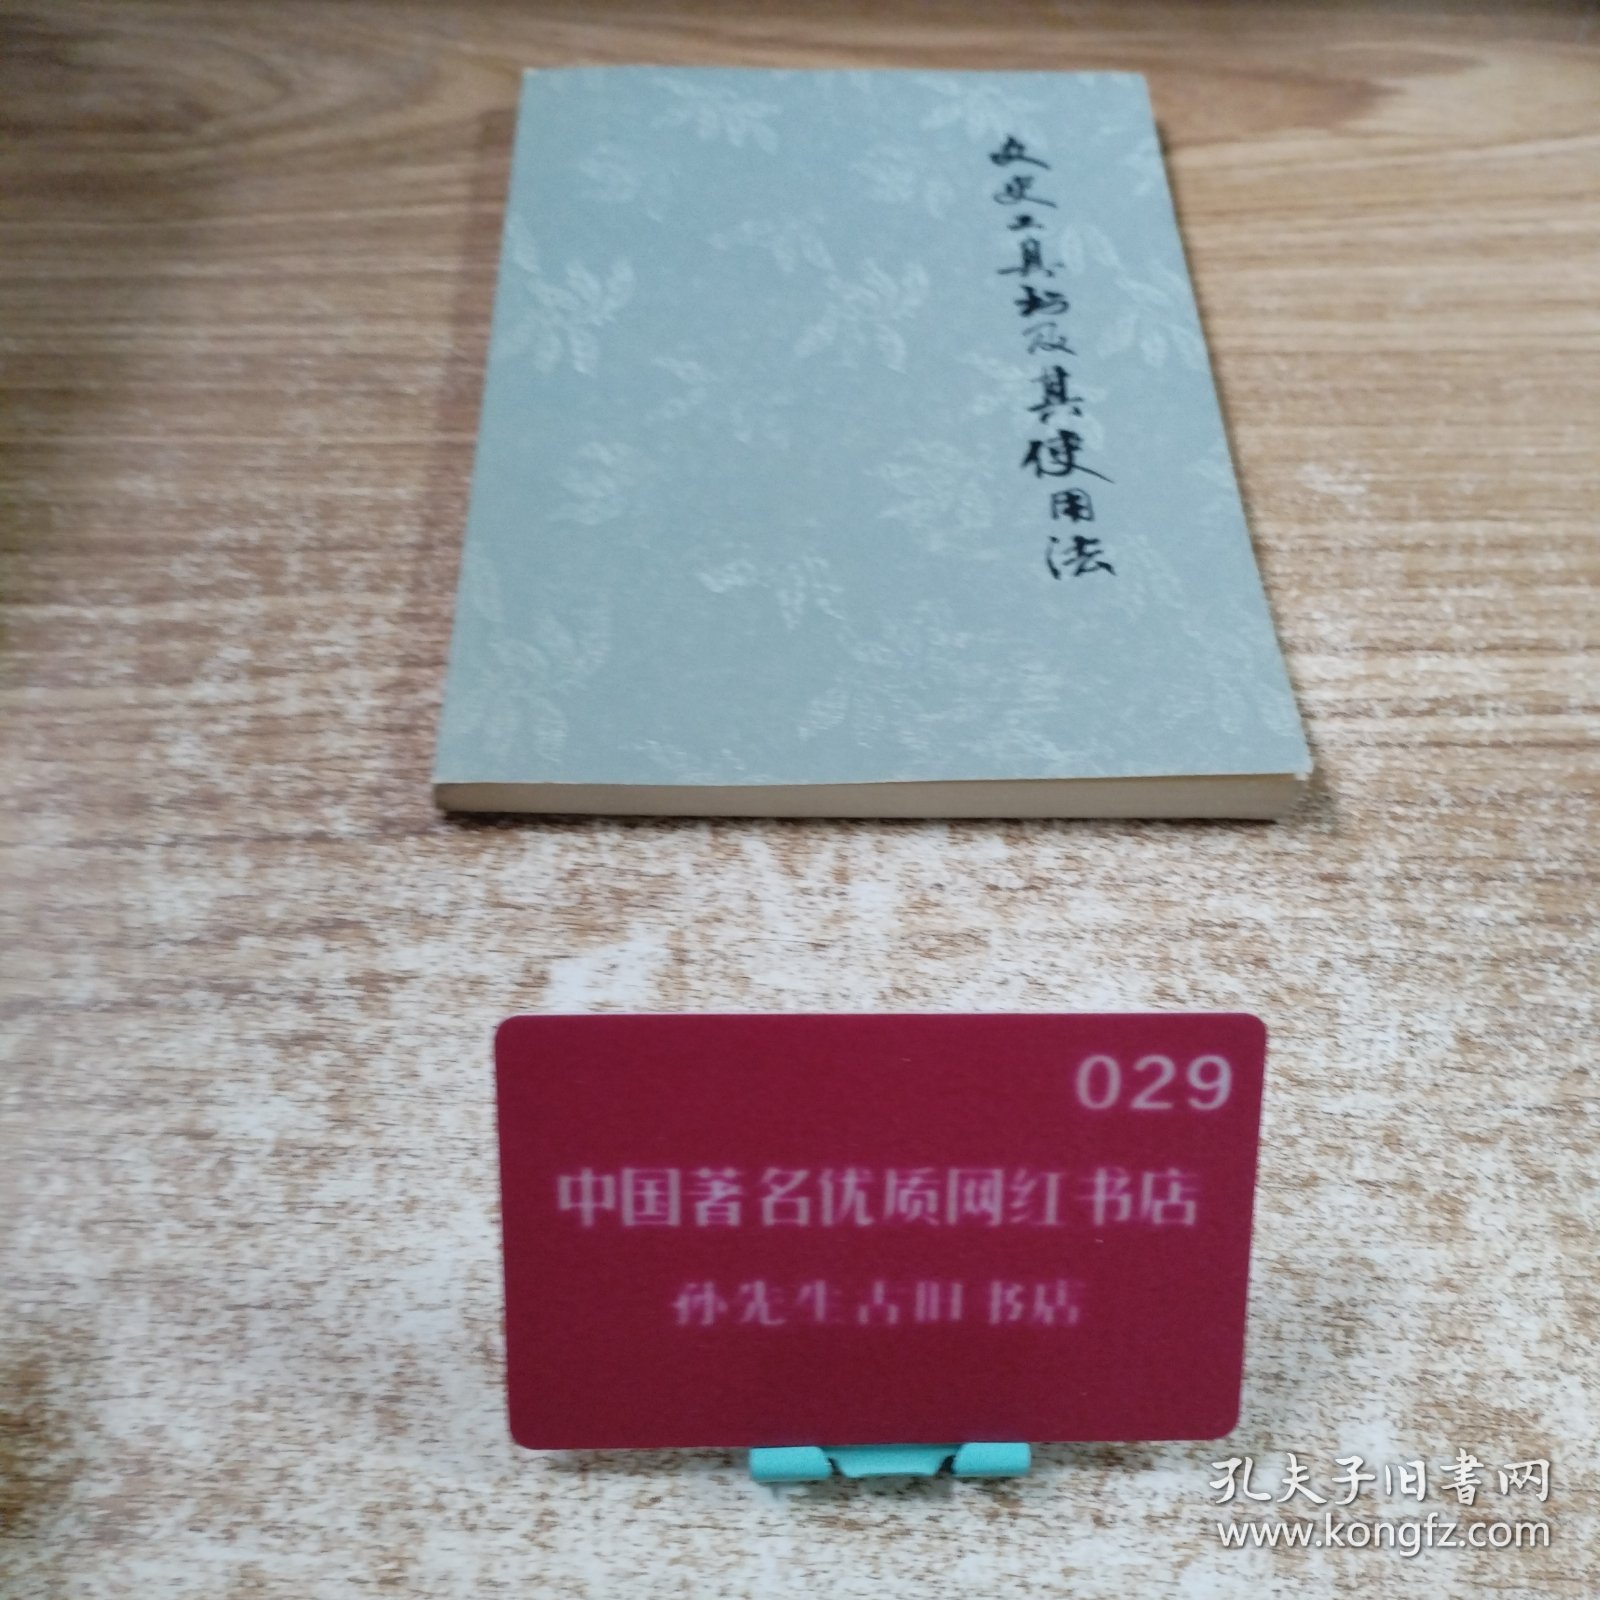 文史工具书及其使用法
029
中国著名优质网红书店
孙先生古旧书店
孔夫子旧書网
www.kongfz.com